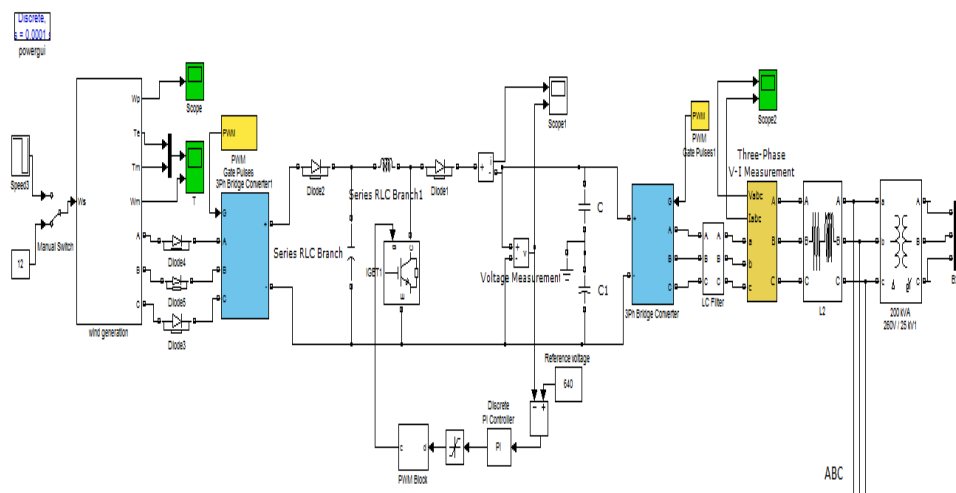 Discrete,
s = 0.0001
powergui
Speed3
12
Manual Switch
Ws
Wp
Te
Tm
Wm
A
B
C
wind generation
Scope
T
PWM
PWM
Gate Pulses
3Ph Bridge Converter1
G
A
B
C
+
-
Diode4
Diode5
Diode3
Diode2
Series RLC Branch1
Diode1
Series RLC Branch
IGBT1
g
C
E
+
-
i
Scope1
+
-
v
Voltage Measurement
C
C1
Reference voltage
640
-
+
Discrete
PI Controller
PI
PWM Block
c
d
PWM
PWM
Gate Pulses1
G
A
B
C
+
-
3Ph Bridge Converter
A
B
C
A
B
C
LC Filter
Scope2
Three-Phase
V-I Measurement
Vabc
Iabc
a
b
c
A
B
C
A
B
C
A
B
C
L2
a
b
c
A
B
C
Δ
200 kVA
260V / 25 kV1
ABC